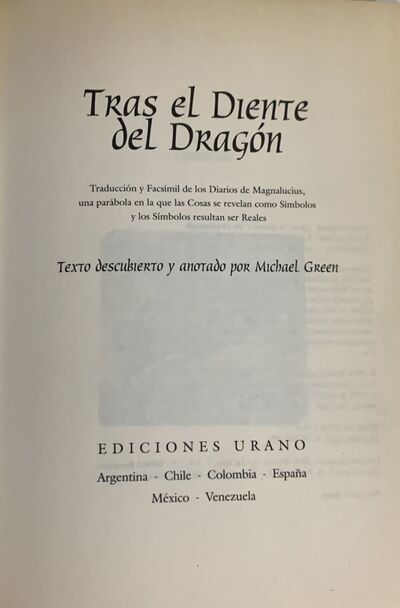 Tras el Diente
del Dragón
Traducción y Facsímil de los Diarios de Magnalucius,
una parábola en la que las Cosas se revelan como Símbolos
y los Símbolos resultan ser Reales
Texto descubierto y anotado por Michael Green
EDICIONES URANO
Argentina - Chile - Colombia - España
México - Venezuela